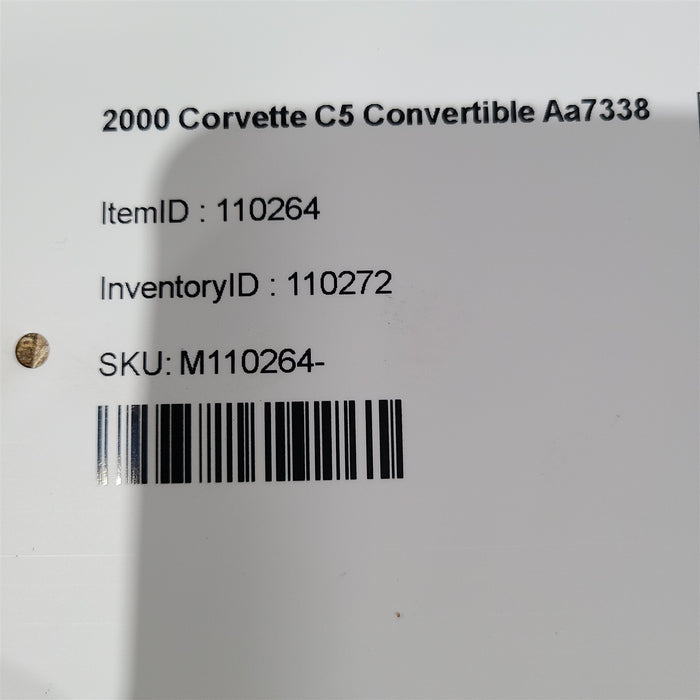 2000 Corvette C5 Convertible Aa7338
ItemID : 110264
InventoryID : 110272
SKU: M110264-